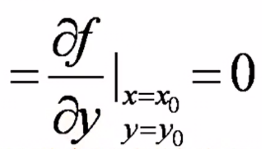 = ∂f/∂y |x=x₀ y=y₀ = 0